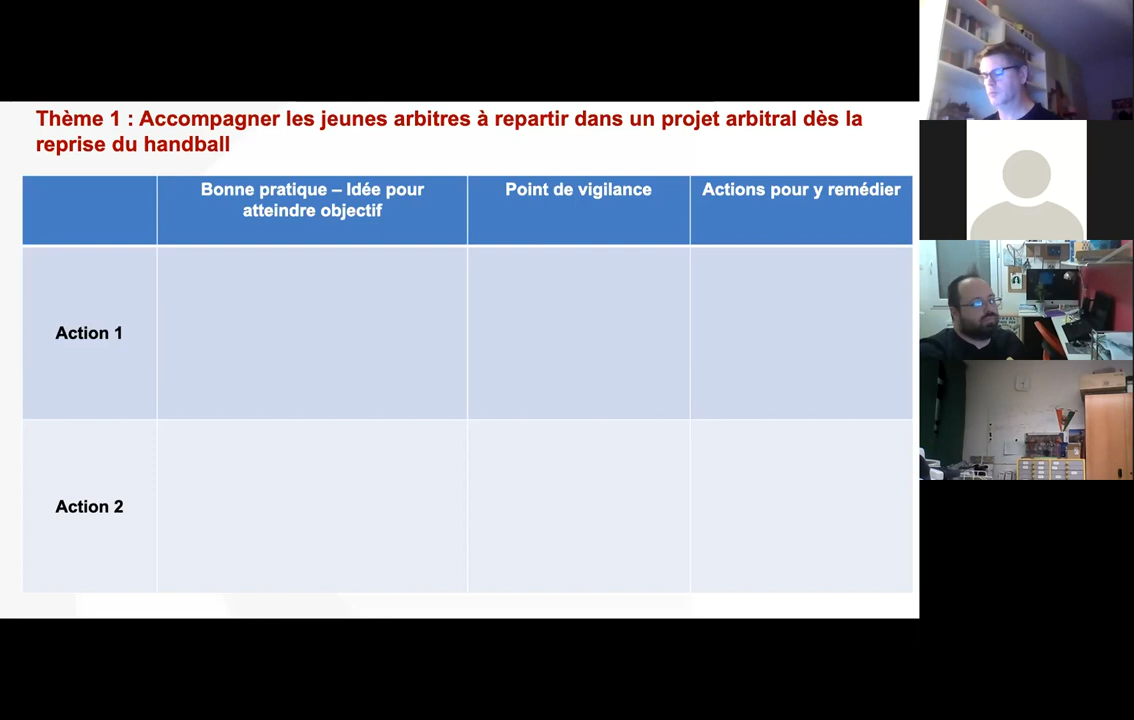 Thème 1 : Accompagner les jeunes arbitres à repartir dans un projet arbitral dès la
reprise du handball
Bonne pratique – Idée pour
atteindre objectif
Point de vigilance
Actions pour y remédier
Action 1
Action 2